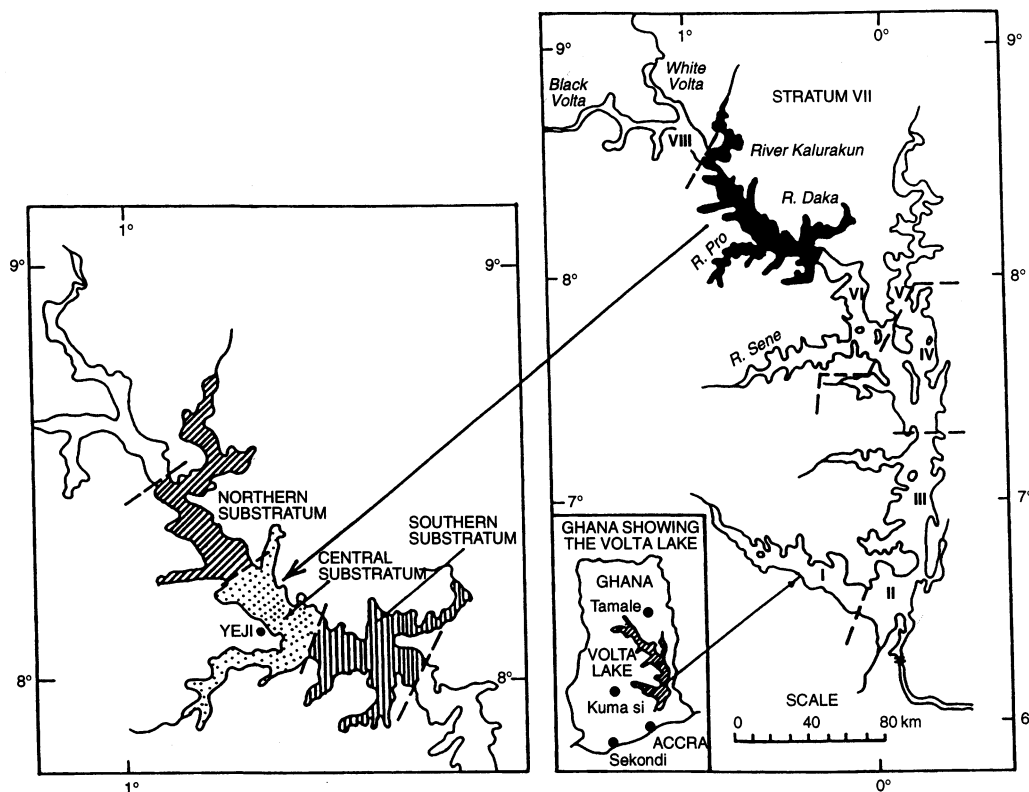 1°
9°
9°
NORTHERN
SUBSTRATUM
SOUTHERN
SUBSTRATUM
CENTRAL
SUBSTRATUM
YEJI
8°
8°
1°
1°
0°
9°
9°
White
Volta
Black
Volta
STRATUM VII
VIII
River Kalurakun
R. Daka
R. Pro
8°
8°
VI
V
R. Sene
IV
7°
7°
III
I
II
GHANA SHOWING
THE VOLTA LAKE
GHANA
Tamale
VOLTA
LAKE
Kuma si
ACCRA
Sekondi
SCALE
0 40 80 km
6°
0°